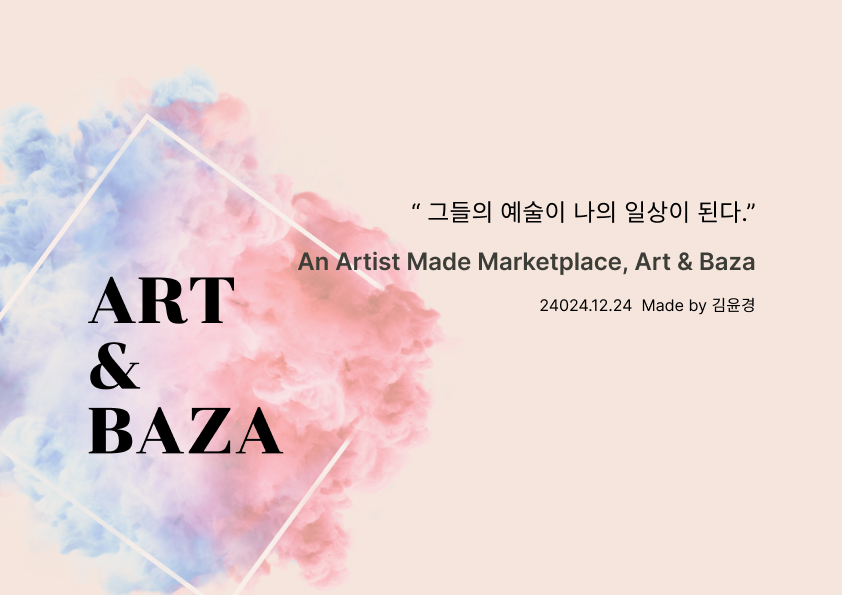 “ 그들의 예술이 나의 일상이 된다.”
An Artist Made Marketplace, Art & Baza
24024.12.24 Made by 김윤경
ART
&
BAZA